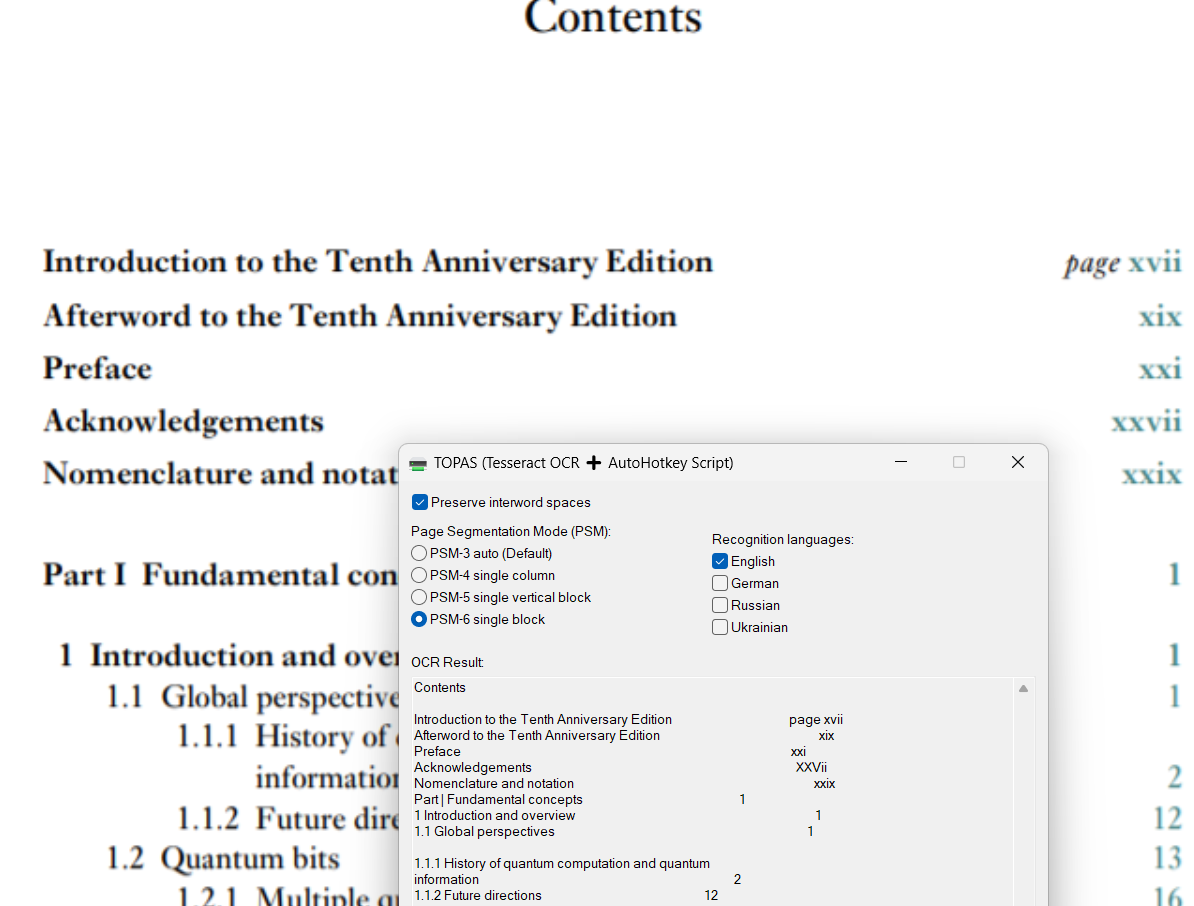 Contents
Introduction to the Tenth Anniversary Edition page xvii
Afterword to the Tenth Anniversary Edition xix
Preface xxi
Acknowledgements xxvii
Nomenclature and notat xxix
Part I Fundamental con 1
1 Introduction and over 1
1.1 Global perspective 1
1.1.1 History of
information 2
1.1.2 Future dire 12
1.2 Quantum bits 13
1.2.1 Multiple qu 16
TOPAS (Tesseract OCR ➕ AutoHotkey Script)
Preserve interword spaces
Page Segmentation Mode (PSM):
PSM-3 auto (Default)
PSM-4 single column
PSM-5 single vertical block
PSM-6 single block
Recognition languages:
English
German
Russian
Ukrainian
OCR Result:
Contents
Introduction to the Tenth Anniversary Edition page xvii
Afterword to the Tenth Anniversary Edition xix
Preface xxi
Acknowledgements XXVii
Nomenclature and notation xxix
Part| Fundamental concepts 1
1 Introduction and overview 1
1.1 Global perspectives 1
1.1.1 History of quantum computation and quantum
information 2
1.1.2 Future directions 12